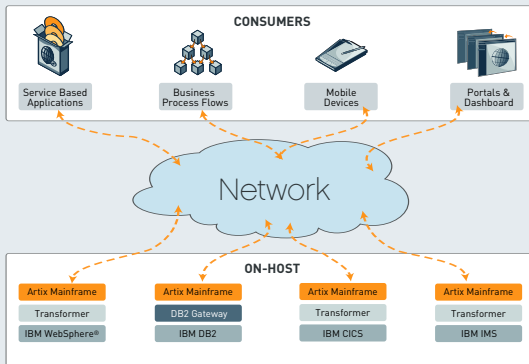 CONSUMERS
Service Based
Applications
Business
Process Flows
Mobile
Devices
Portals &
Dashboard
Network
ON-HOST
Artix Mainframe
Transformer
IBM WebSphere®
Artix Mainframe
DB2 Gateway
IBM DB2
Artix Mainframe
Transformer
IBM CICS
Artix Mainframe
Transformer
IBM IMS